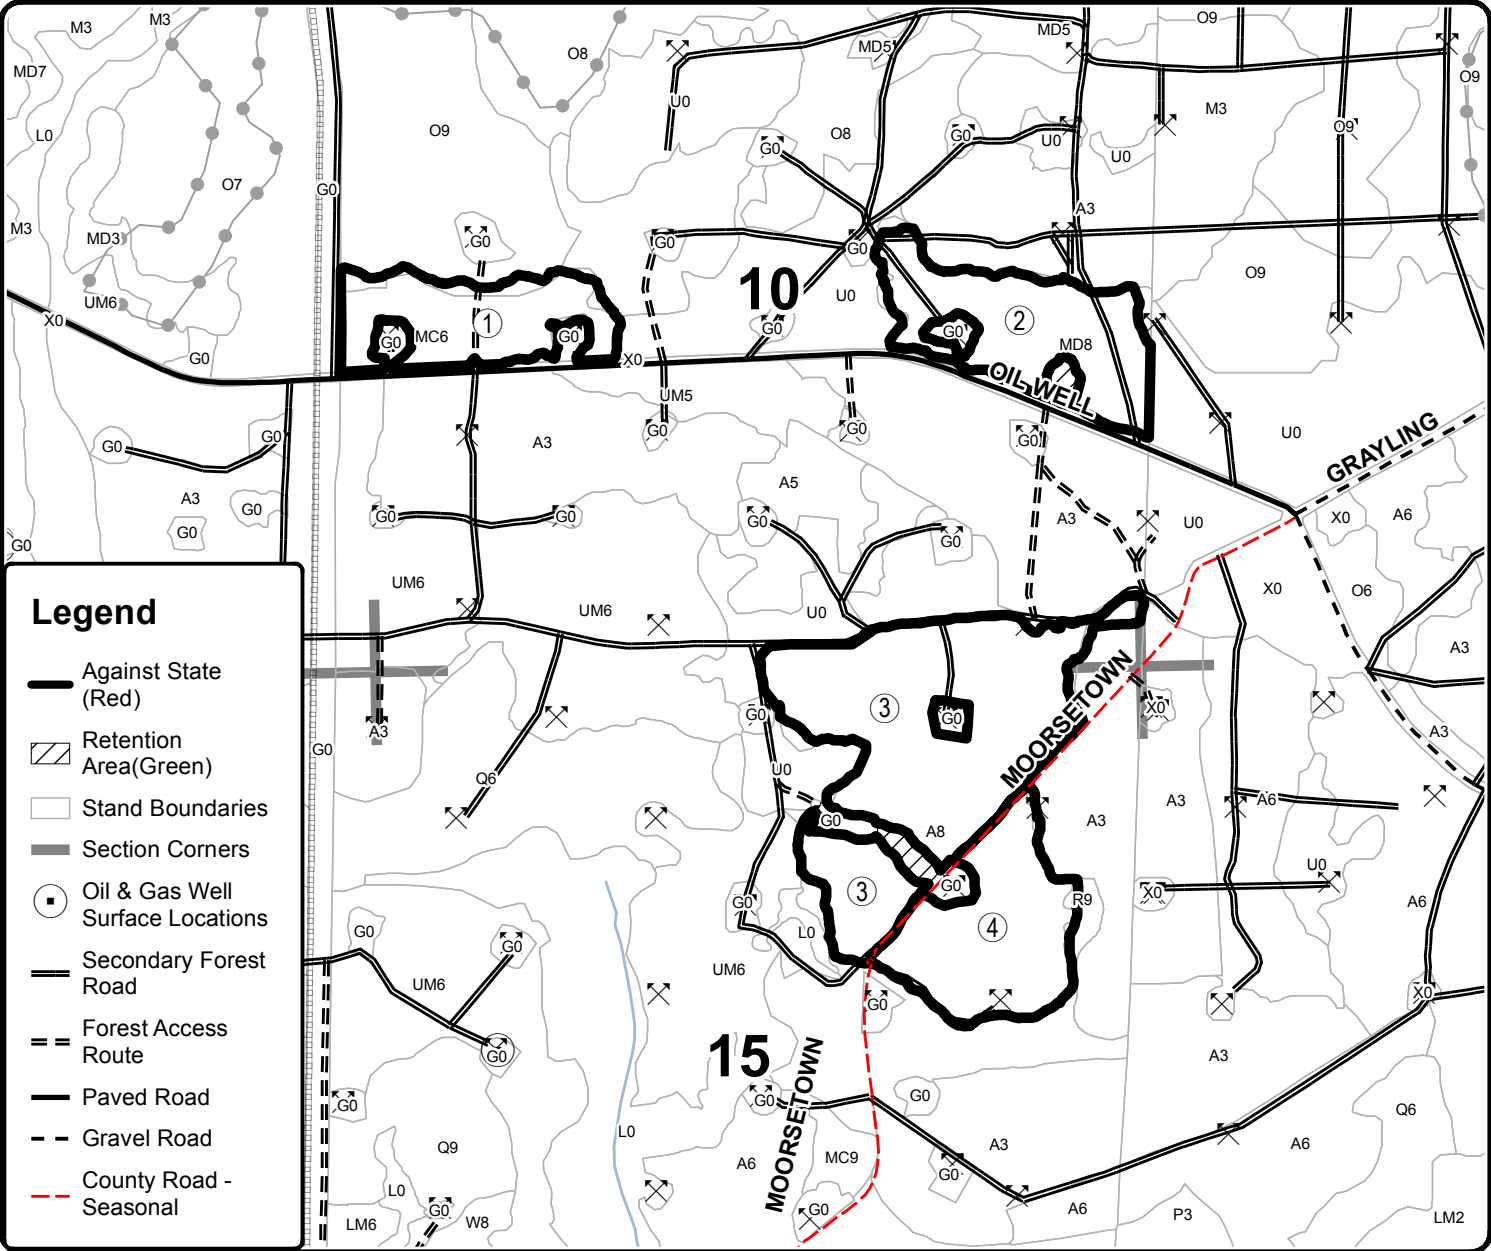 M3
M3
O8
MD5
MD5
O9
MD7
O9
L0
O9
U0
O8
G0
G0
U0
U0
M3
O9
O7
G0
A3
M3
MD3
G0
G0
G0
O9
UM6
10
U0
X0
1
MC6
G0
G0
G0
G0
2
MD8
G0
X0
OIL WELL
UM5
G0
G0
A3
G0
G0
G0
U0
GRAYLING
A3
G0
G0
A5
G0
G0
G0
G0
A3
U0
X0
A6
G0
UM6
UM6
U0
X0
O6
A3
Legend
Against State
(Red)
Retention
Area(Green)
Stand Boundaries
Section Corners
Oil & Gas Well
Surface Locations
Secondary Forest
Road
Forest Access
Route
Paved Road
Gravel Road
County Road -
Seasonal
3
G0
G0
MOORSETOWN
X0
A3
G0
A3
Q6
U0
G0
A8
A3
A3
A6
3
G0
G0
L0
4
R9
X0
U0
A6
G0
G0
UM6
UM6
G0
X0
G0
15
A3
G0
G0
MOORSETOWN
G0
Q6
L0
Q9
A6
MC9
G0
A3
A6
L0
LM6
G0
W8
G0
A6
P3
LM2